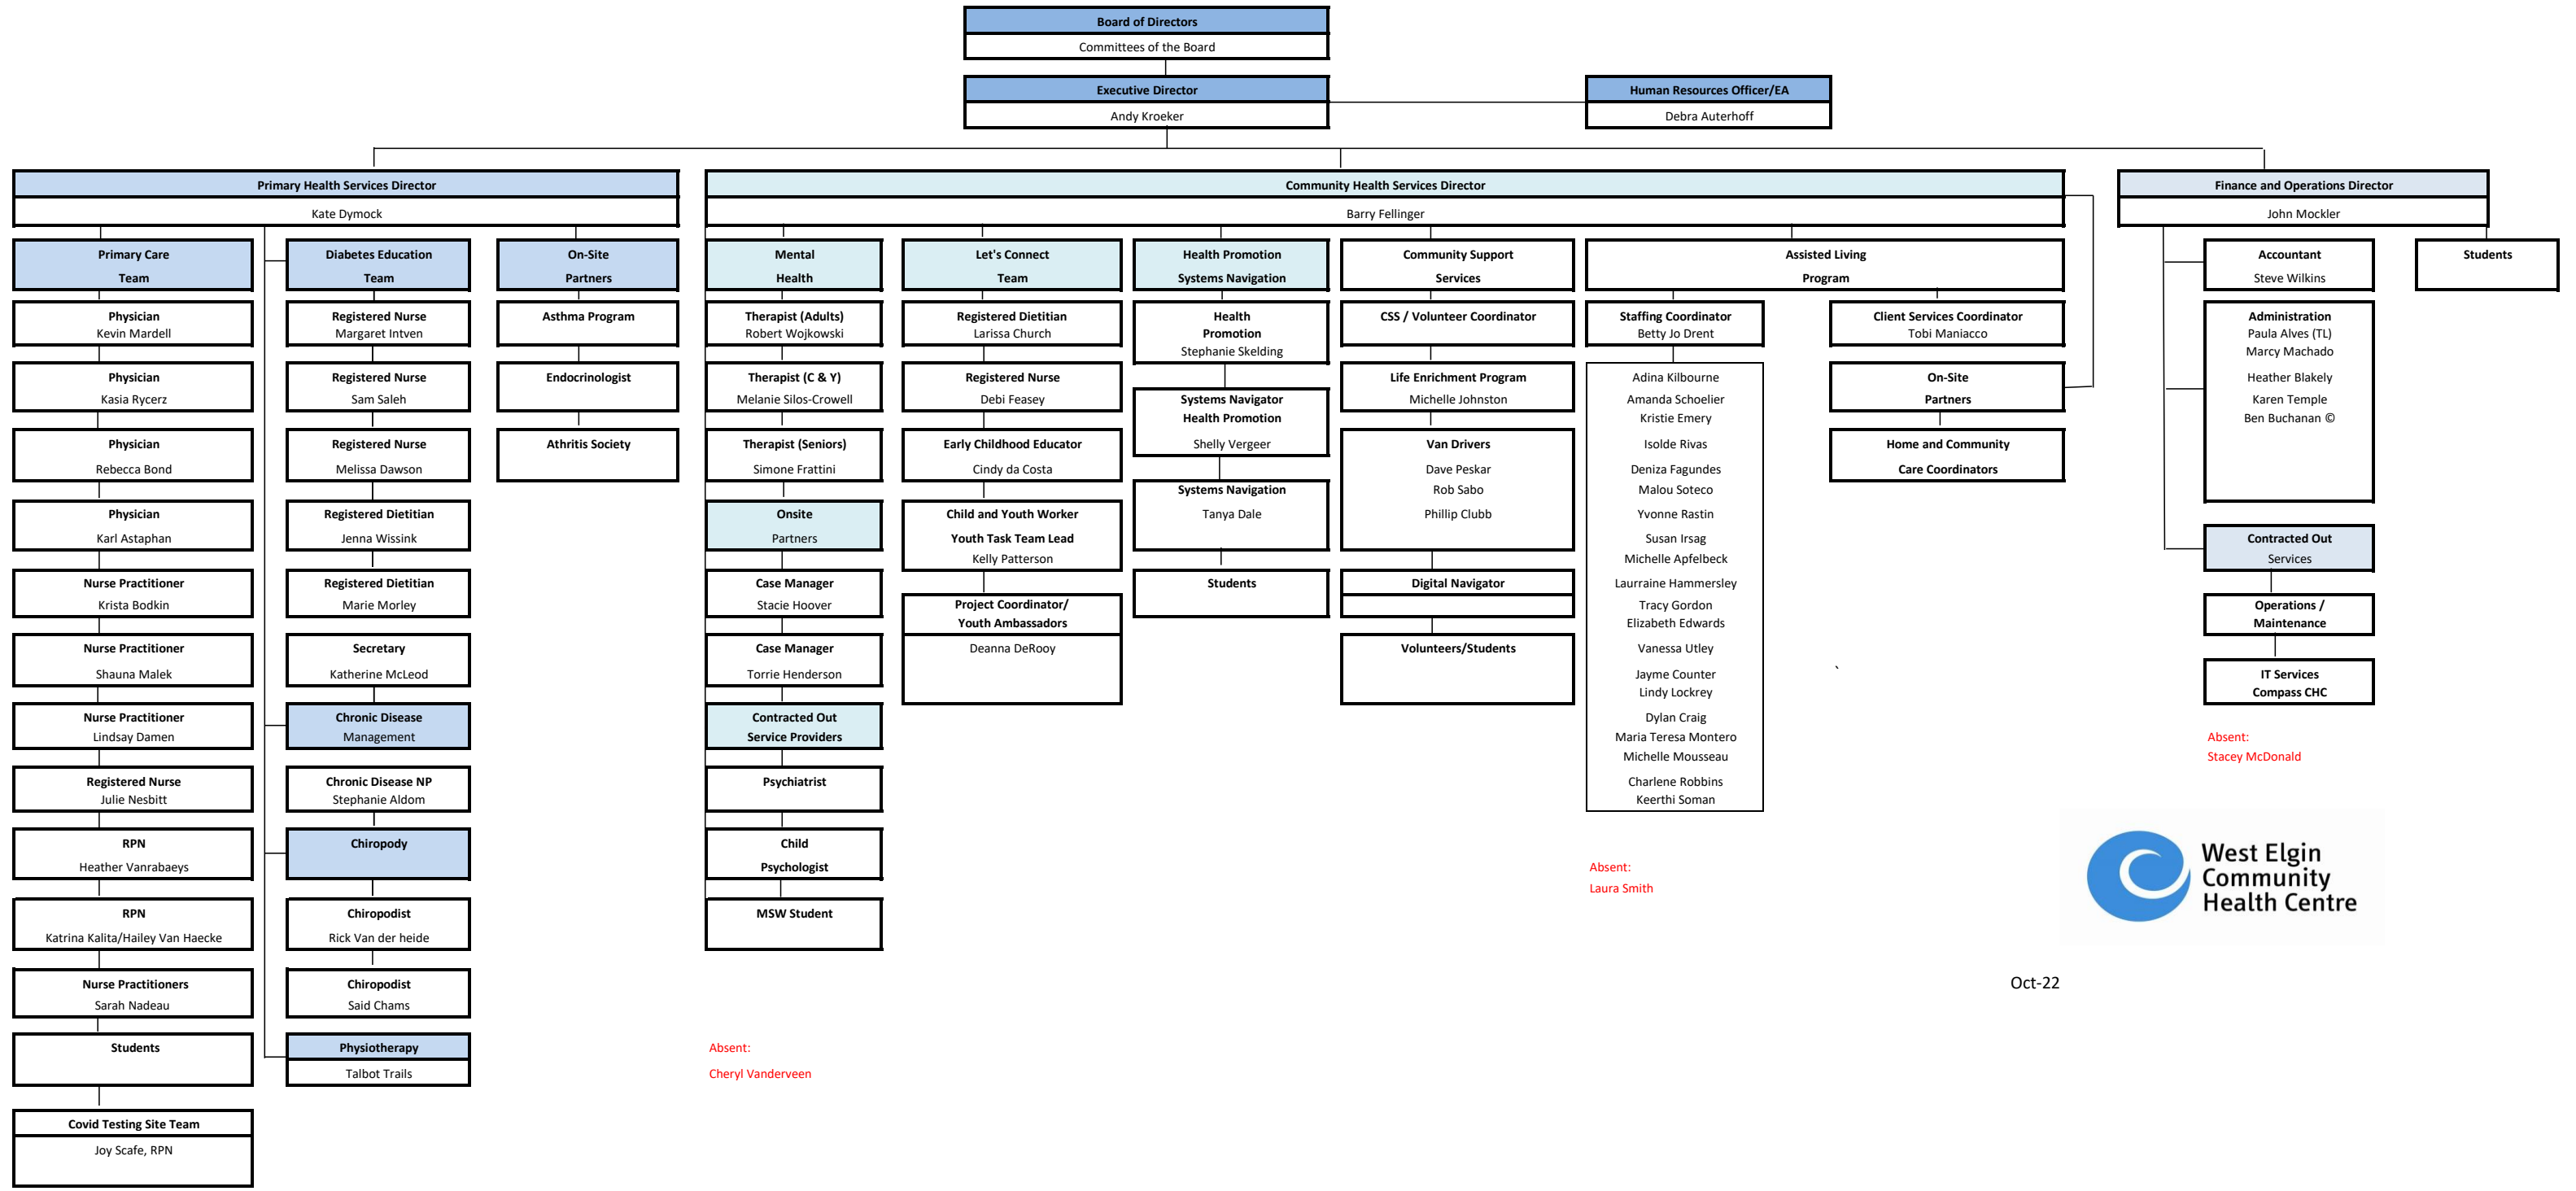 Board of Directors
Committees of the Board
Executive Director
Andy Kroeker
Human Resources Officer/EA
Debra Auterhoff
Primary Health Services Director
Kate Dymock
Primary Care
Team
Physician
Kevin Mardell
Physician
Kasia Rycerz
Physician
Rebecca Bond
Physician
Karl Astaphan
Nurse Practitioner
Krista Bodkin
Nurse Practitioner
Shauna Malek
Nurse Practitioner
Lindsay Damen
Registered Nurse
Julie Nesbitt
RPN
Heather Vanrabaeys
RPN
Katrina Kalita/Hailey Van Haecke
Nurse Practitioners
Sarah Nadeau
Students
Covid Testing Site Team
Joy Scafe, RPN
Diabetes Education
Team
Registered Nurse
Margaret Intven
Registered Nurse
Sam Saleh
Registered Nurse
Melissa Dawson
Registered Dietitian
Jenna Wissink
Registered Dietitian
Marie Morley
Secretary
Katherine McLeod
Chronic Disease
Management
Chronic Disease NP
Stephanie Aldom
Chiropody
Chiropodist
Rick Van der heide
Chiropodist
Said Chams
Physiotherapy
Talbot Trails
On-Site
Partners
Asthma Program
Endocrinologist
Athritis Society
Community Health Services Director
Barry Fellinger
Mental
Health
Therapist (Adults)
Robert Wojkowski
Therapist (C & Y)
Melanie Silos-Crowell
Therapist (Seniors)
Simone Frattini
Onsite
Partners
Case Manager
Stacie Hoover
Case Manager
Torrie Henderson
Contracted Out
Service Providers
Psychiatrist
Child
Psychologist
MSW Student
Absent:
Cheryl Vanderveen
Let's Connect
Team
Registered Dietitian
Larissa Church
Registered Nurse
Debi Feasey
Early Childhood Educator
Cindy da Costa
Child and Youth Worker
Youth Task Team Lead
Kelly Patterson
Project Coordinator/
Youth Ambassadors
Deanna DeRooy
Health Promotion
Systems Navigation
Health
Promotion
Stephanie Skelding
Systems Navigator
Health Promotion
Shelly Vergeer
Systems Navigation
Tanya Dale
Students
Community Support
Services
CSS / Volunteer Coordinator
Life Enrichment Program
Michelle Johnston
Van Drivers
Dave Peskar
Rob Sabo
Phillip Clubb
Digital Navigator
Volunteers/Students
Assisted Living
Program
Staffing Coordinator
Betty Jo Drent
Adina Kilbourne
Amanda Schoelier
Kristie Emery
Isolde Rivas
Deniza Fagundes
Malou Soteco
Yvonne Rastin
Susan Irsag
Michelle Apfelbeck
Laurraine Hammersley
Tracy Gordon
Elizabeth Edwards
Vanessa Utley
Jayme Counter
Lindy Lockrey
Dylan Craig
Maria Teresa Montero
Michelle Mousseau
Charlene Robbins
Keerthi Soman
Absent:
Laura Smith
Client Services Coordinator
Tobi Maniacco
On-Site
Partners
Home and Community
Care Coordinators
`
Finance and Operations Director
John Mockler
Accountant
Steve Wilkins
Administration
Paula Alves (TL)
Marcy Machado
Heather Blakely
Karen Temple
Ben Buchanan ©
Contracted Out
Services
Operations /
Maintenance
IT Services
Compass CHC
Absent:
Stacey McDonald
Students
West Elgin
Community
Health Centre
Oct-22